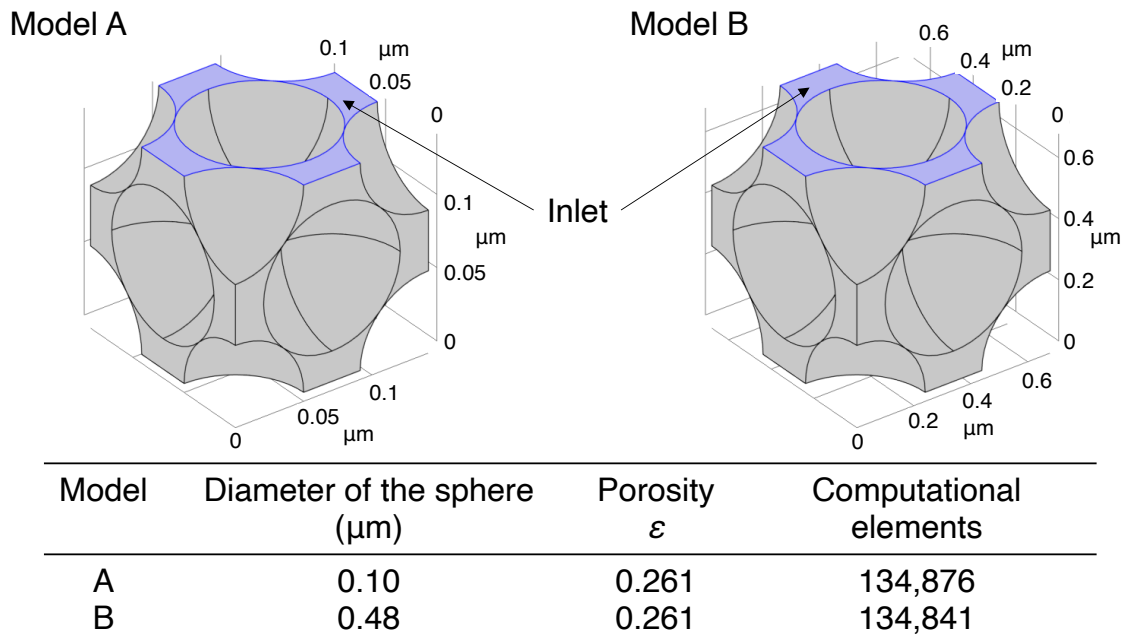 Model A
Model B
0.1
μm
0.05
0
0.1
μm
0.05
0
0.1
0.05
μm
0
0.6
μm
0.4
0.2
0
0.6
0.4
μm
0.2
0
0.6
0.4
0.2
μm
0
Inlet
Model Diameter of the sphere Porosity Computational
(μm) ε elements
A 0.10 0.261 134,876
B 0.48 0.261 134,841